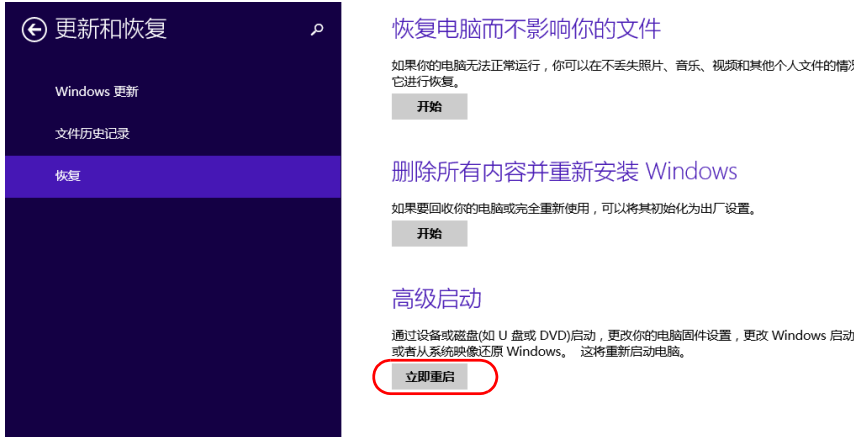 更新和恢复
Windows 更新
文件历史记录
恢复
恢复电脑而不影响你的文件
如果你的电脑无法正常运行，你可以在不丢失照片、音乐、视频和其他个人文件的情况
它进行恢复。
开始
删除所有内容并重新安装 Windows
如果要回收你的电脑或完全重新使用，可以将其初始化为出厂设置。
开始
高级启动
通过设备或磁盘(如 U 盘或 DVD)启动，更改你的电脑固件设置，更改 Windows 启动
或者从系统映像还原 Windows。 这将重新启动电脑。
立即重启